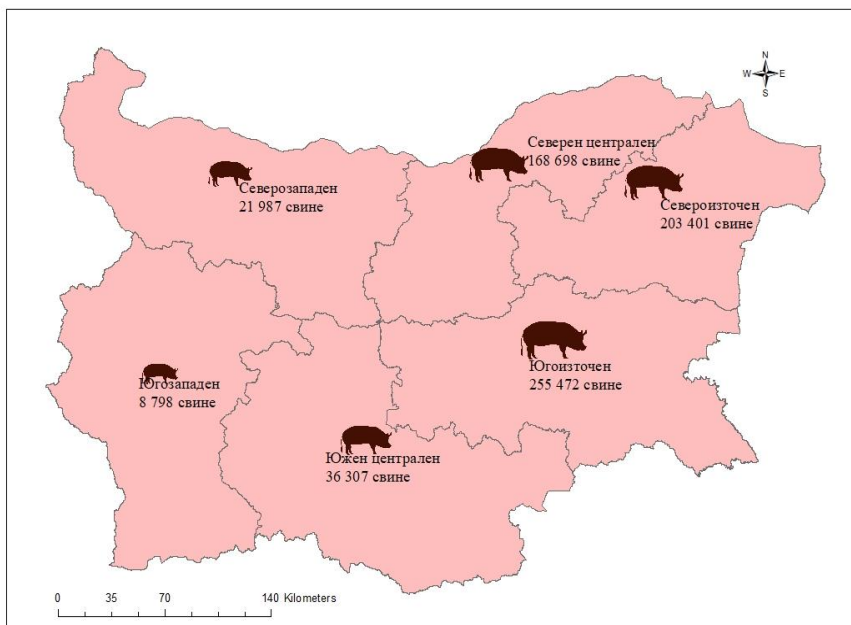 N
W E
S
Северен централен
168 698 свине
Северозападен
21 987 свине
Североизточен
203 401 свине
Югоизточен
255 472 свине
Югозападен
8 798 свине
Южен централен
36 307 свине
0 35 70 140 Kilometers